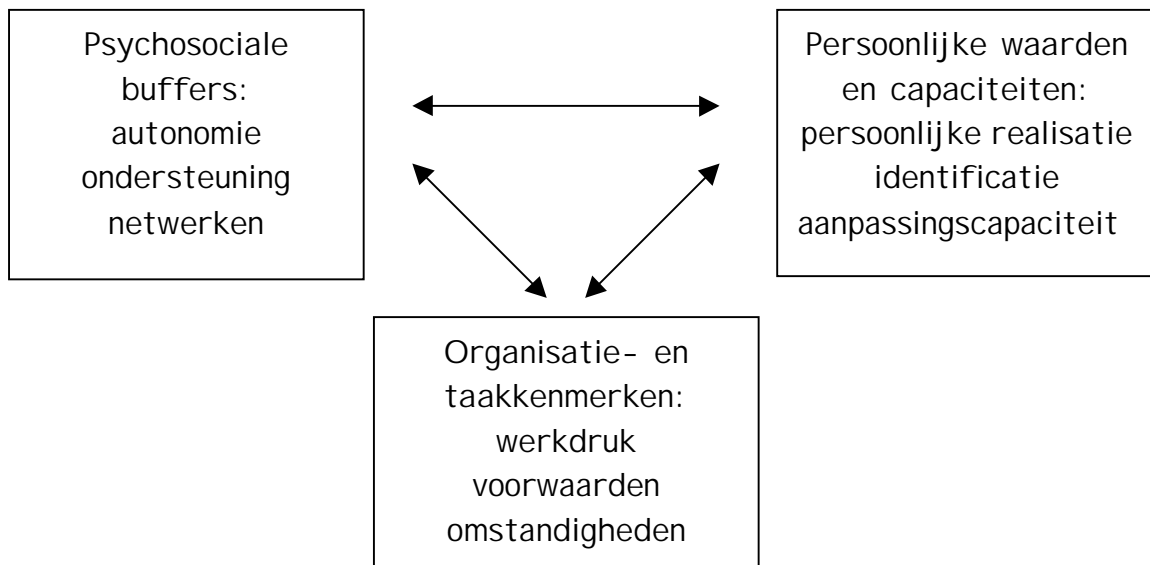 Psychosociale
buffers:
autonomie
ondersteuning
netwerken
Persoonlijke waarden
en capaciteiten:
persoonlijke realisatie
identificatie
aanpassingscapaciteit
Organisatie- en
taakkenmerken:
werkdruk
voorwaarden
omstandigheden